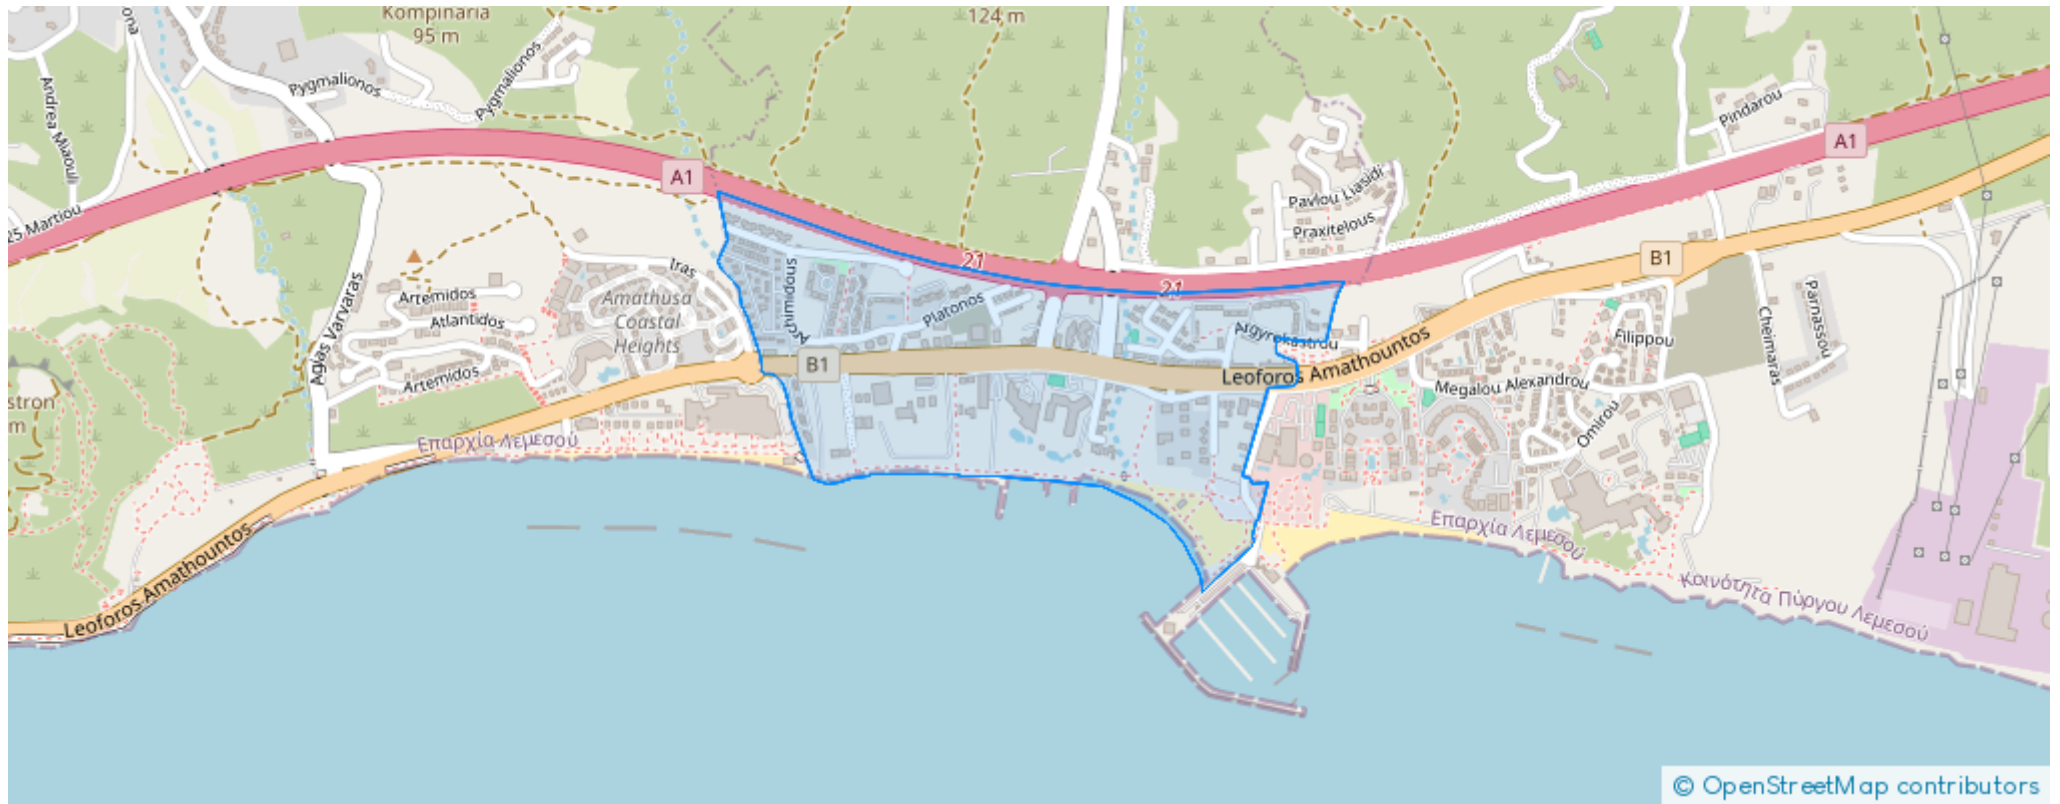 Kompinaria
95 m
124 m
ona
Andrea Miaouli
Pygmalionos
Pygmalionos
Pindarou
A1
A1
25 Martiou
Pavlou Liasidi
Praxitelous
21
21
B1
Iras
Artemidos
Amathusa
Coastal
Heights
Atlantidos
Agias Varvaras
Artemidos
Archimidous
Platonos
Argyrokastrou
B1
Leoforos Amathountos
Filippou
Cheimaras
Parnassou
Megalou Alexandrou
Omirou
stron
m
Επαρχία Λεμεσού
Επαρχία Λεμεσού
Leoforos Amathountos
Κοινότητα Πύργου Λεμεσού
© OpenStreetMap contributors